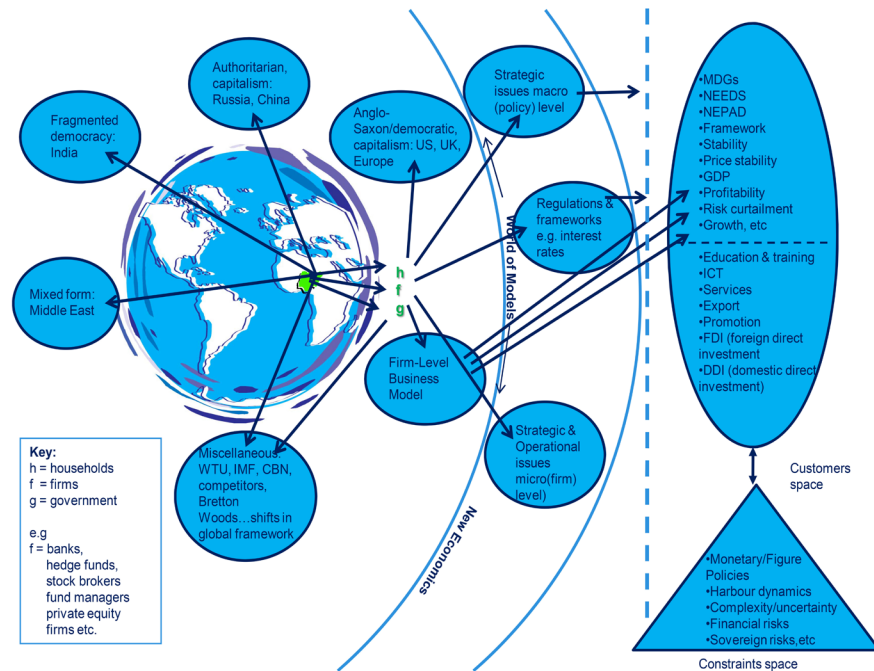 Authoritarian,
capitalism:
Russia, China
Fragmented
democracy:
India
Anglo-
Saxon/democratic,
capitalism: US, UK,
Europe
Strategic
issues macro
(policy) level
Mixed form:
Middle East
h
f
g
World of Models
Regulations &
frameworks
e.g. interest
rates
Firm-Level
Business
Model
Strategic &
Operational
issues
micro(firm)
level)
Miscellaneous:
WTU, IMF, CBN,
competitors,
Bretton
Woods…shifts in
global framework
New Economics
Key:
h = households
f = firms
g = government
e.g
f = banks,
hedge funds,
stock brokers
fund managers
private equity
firms etc.
•MDGs
•NEEDS
•NEPAD
•Framework
•Stability
•Price stability
•GDP
•Profitability
•Risk curtailment
•Growth, etc
•Education & training
•ICT
•Services
•Export
•Promotion
•FDI (foreign direct
investment
•DDI (domestic direct
investment)
Customers
space
•Monetary/Figure
Policies
•Harbour dynamics
•Complexity/uncertainty
•Financial risks
•Sovereign risks,etc
Constraints space